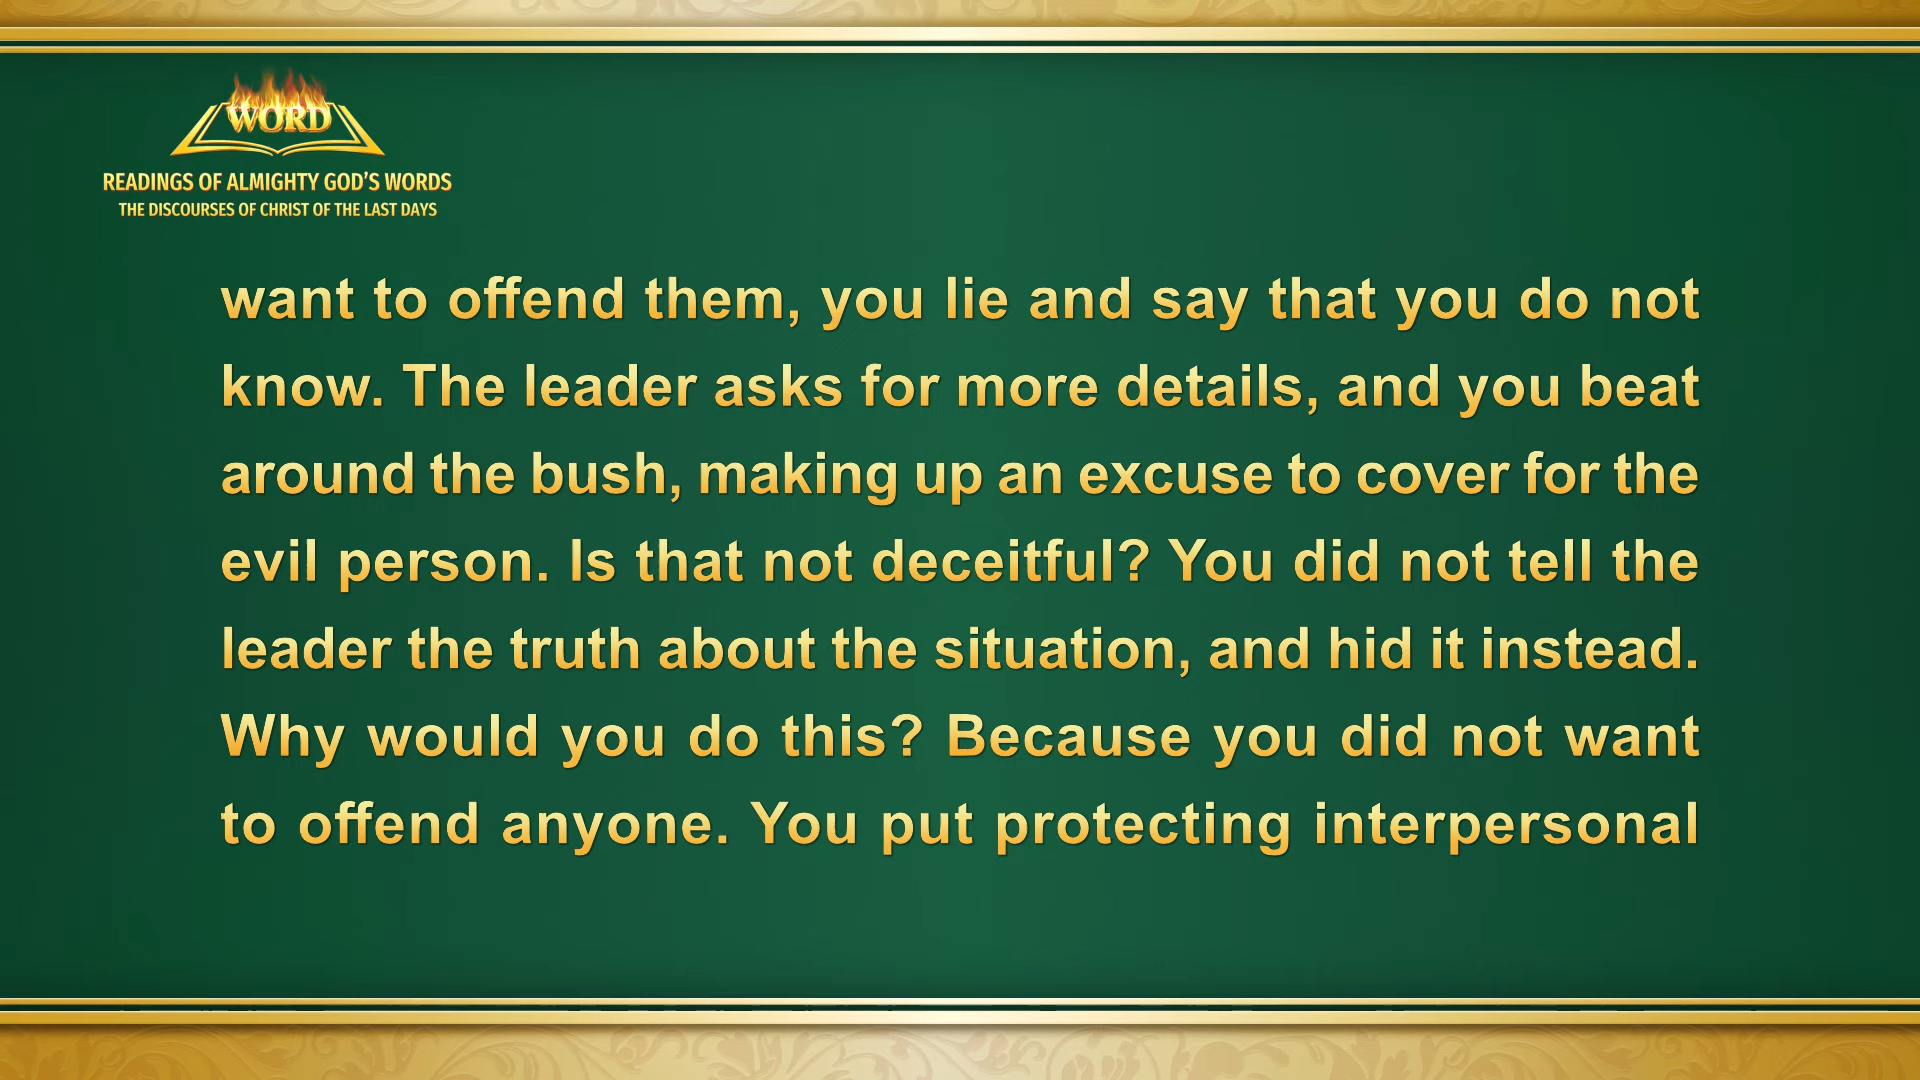 WORD
READINGS OF ALMIGHTY GOD'S WORDS
THE DISCOURSES OF CHRIST OF THE LAST DAYS
want to offend them, you lie and say that you do not
know. The leader asks for more details, and you beat
around the bush, making up an excuse to cover for the
evil person. Is that not deceitful? You did not tell the
leader the truth about the situation, and hid it instead.
Why would you do this? Because you did not want
to offend anyone. You put protecting interpersonal